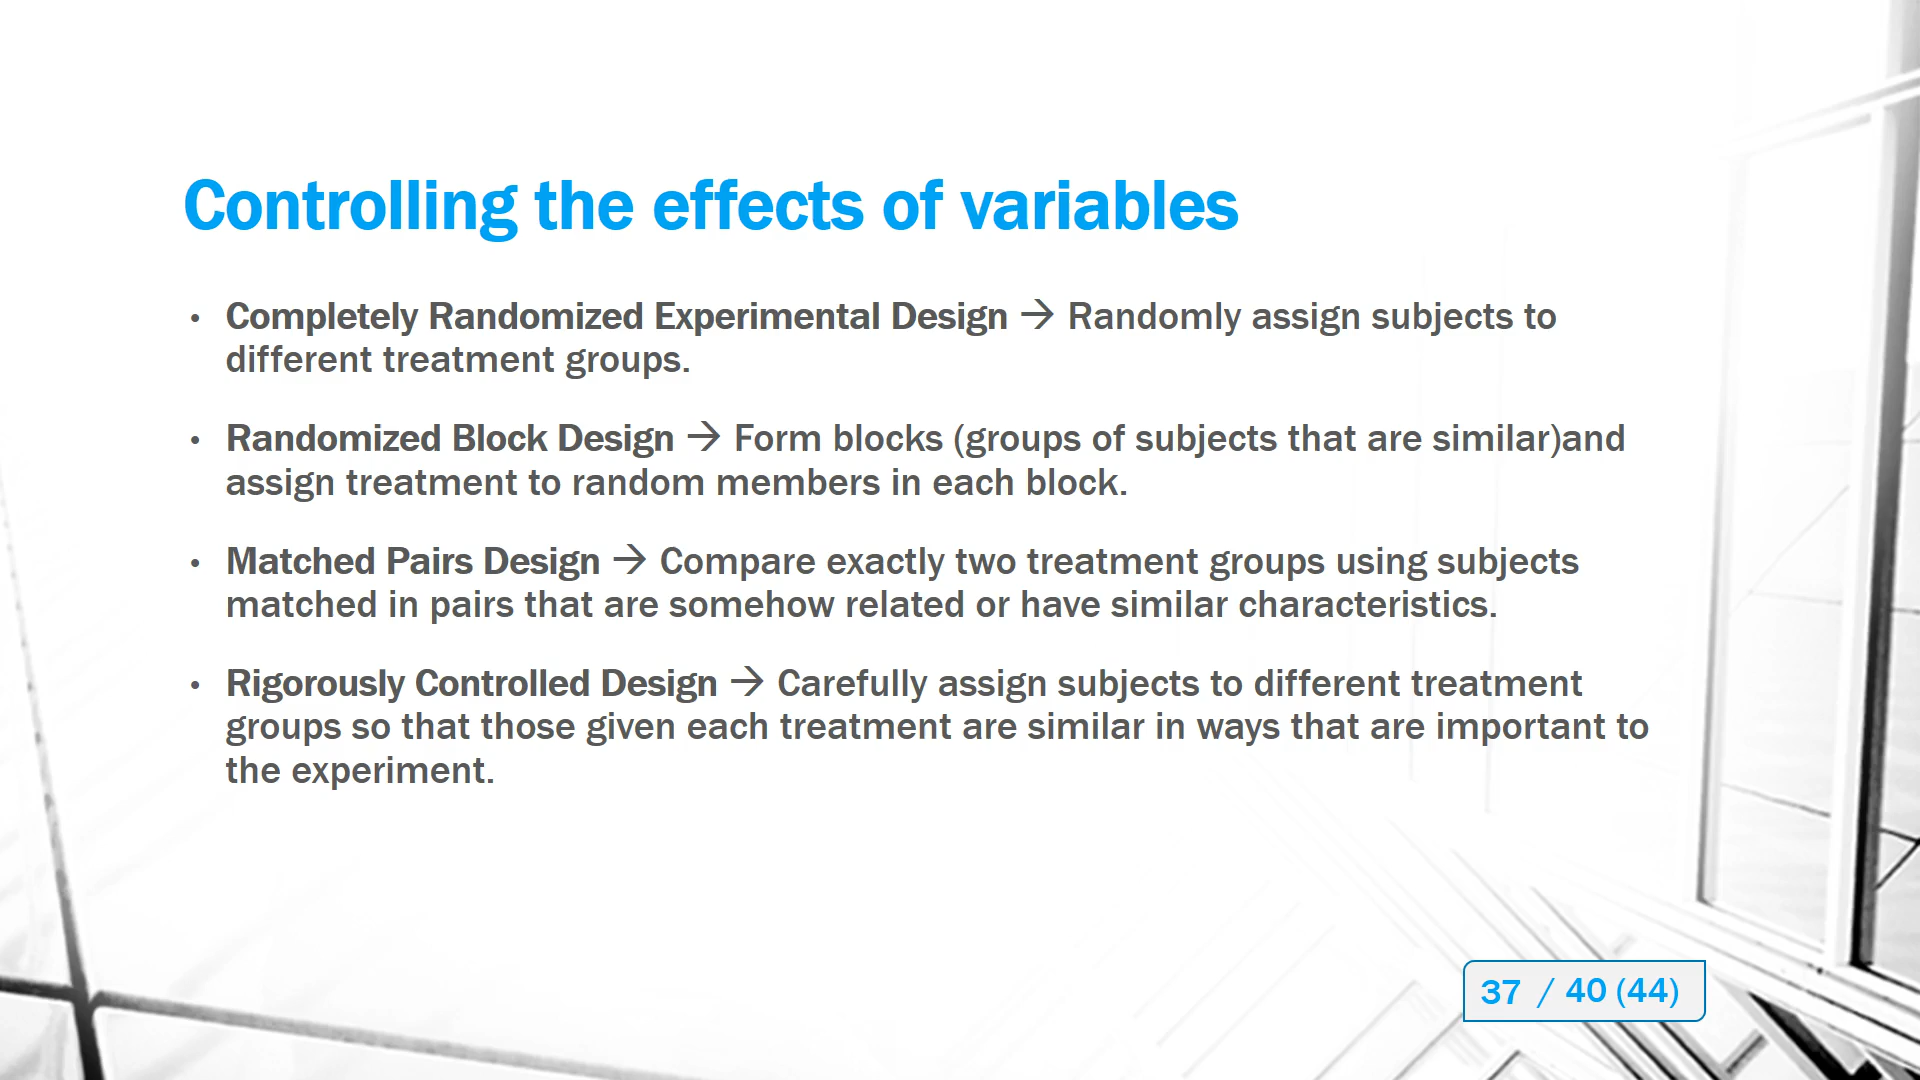 Controlling the effects of variables
• Completely Randomized Experimental Design → Randomly assign subjects to
different treatment groups.
• Randomized Block Design → Form blocks (groups of subjects that are similar)and
assign treatment to random members in each block.
• Matched Pairs Design → Compare exactly two treatment groups using subjects
matched in pairs that are somehow related or have similar characteristics.
• Rigorously Controlled Design → Carefully assign subjects to different treatment
groups so that those given each treatment are similar in ways that are important to
the experiment.
37 / 40 (44)